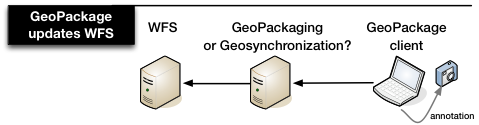 GeoPackage
updates WFS
WFS
GeoPackaging
or Geosynchronization?
GeoPackage
client
annotation